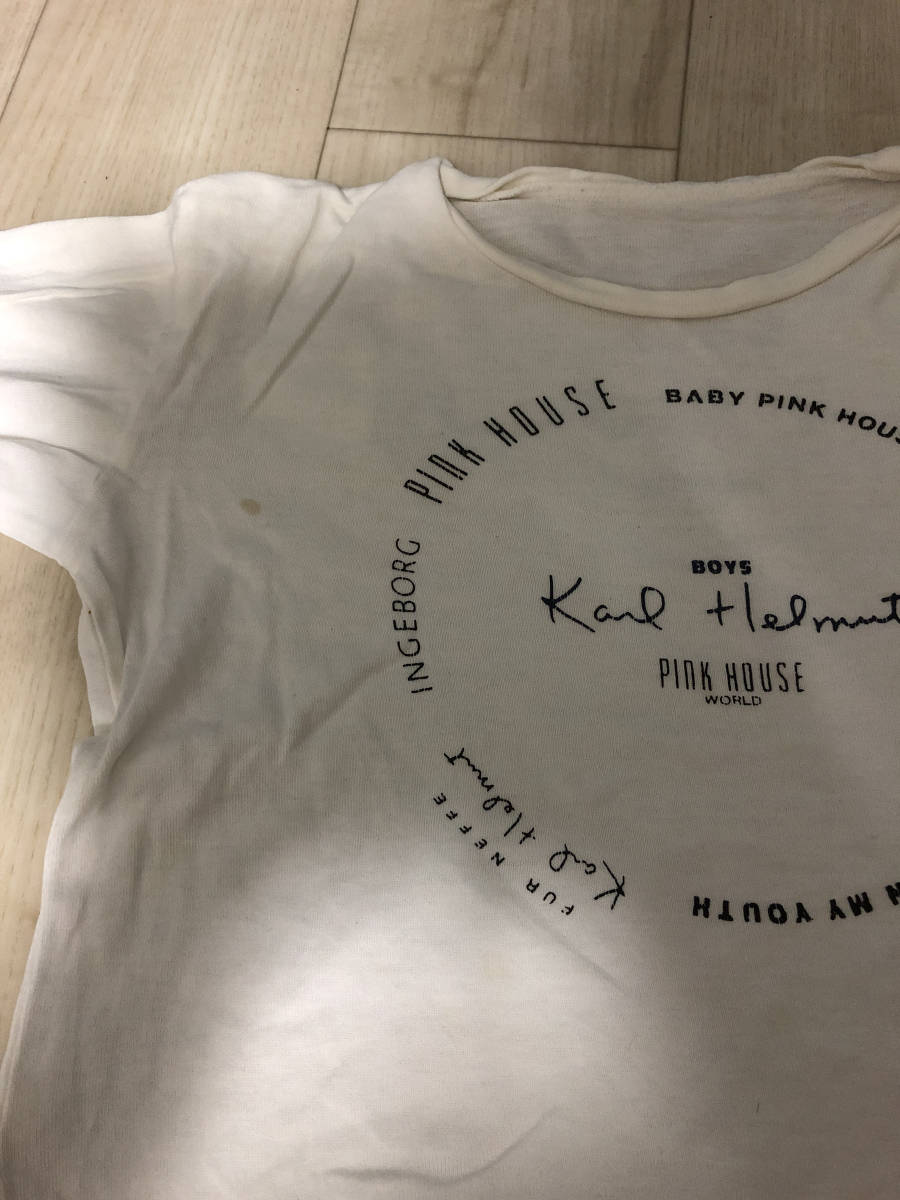 PINK HOUSE
BABY PINK HOUS
INGEBORG
BOYS
Karl Helmut
PINK HOUSE
WORLD
FUR NEFFE
Karl Helmut
N MY YOUTH